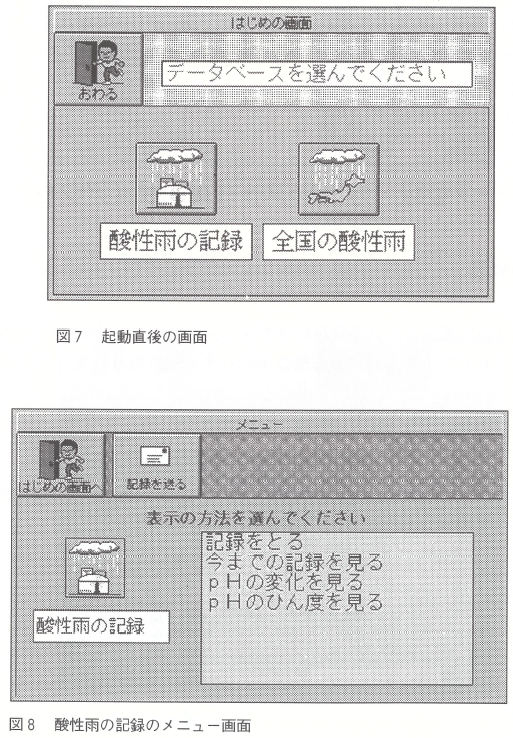 はじめの画面
おわる
データベースを選んでください
酸性雨の記録
全国の酸性雨
図7 起動直後の画面
メニュー
はじめの画面へ
記録を送る
表示の方法を選んでください
記録をとる
今までの記録を見る
pHの変化を見る
pHのひん度を見る
酸性雨の記録
図8 酸性雨の記録のメニュー画面